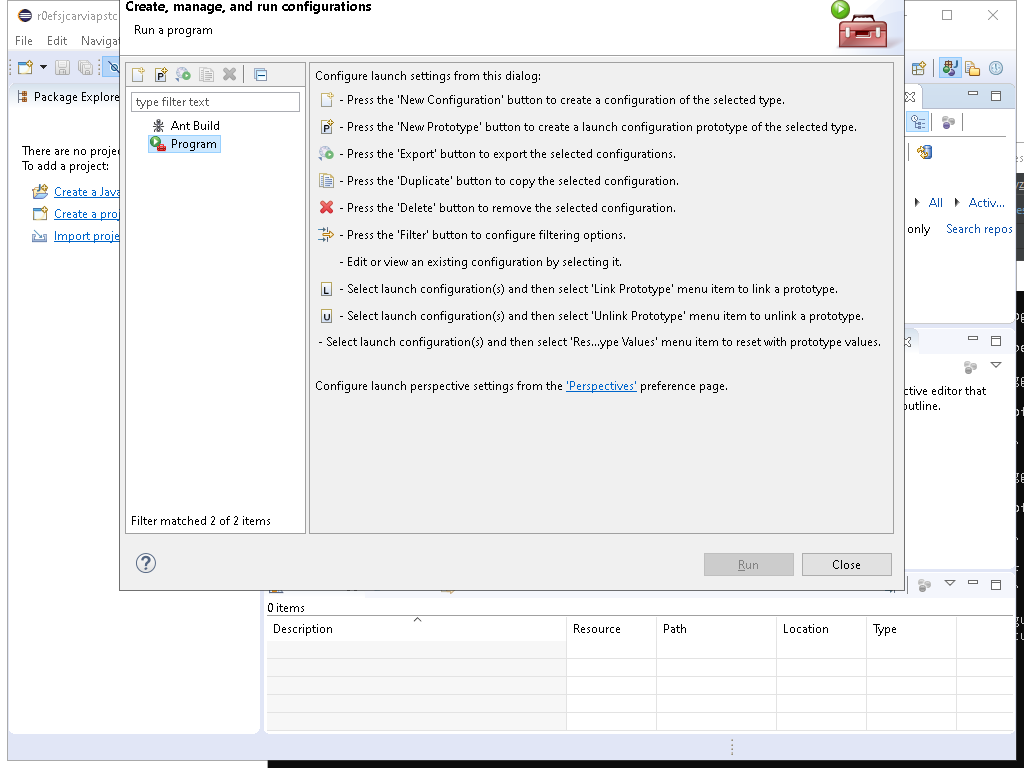 r0efsjcarviapstc
Create, manage, and run configurations
Run a program
File Edit Navigat
Package Explore
type filter text
Ant Build
Program
Filter matched 2 of 2 items
There are no projec
To add a project:
Create a Java
Create a proj
Import proje
Configure launch settings from this dialog:
- Press the 'New Configuration' button to create a configuration of the selected type.
- Press the 'New Prototype' button to create a launch configuration prototype of the selected type.
- Press the 'Export' button to export the selected configurations.
- Press the 'Duplicate' button to copy the selected configuration.
- Press the 'Delete' button to remove the selected configuration.
- Press the 'Filter' button to configure filtering options.
- Edit or view an existing configuration by selecting it.
L - Select launch configuration(s) and then select 'Link Prototype' menu item to link a prototype.
U - Select launch configuration(s) and then select 'Unlink Prototype' menu item to unlink a prototype.
- Select launch configuration(s) and then select 'Res...ype Values' menu item to reset with prototype values.
Configure launch perspective settings from the 'Perspectives' preference page.
Run Close
All Activ...
only Search repos
ctive editor that
outline.
0 items
Description Resource Path Location Type